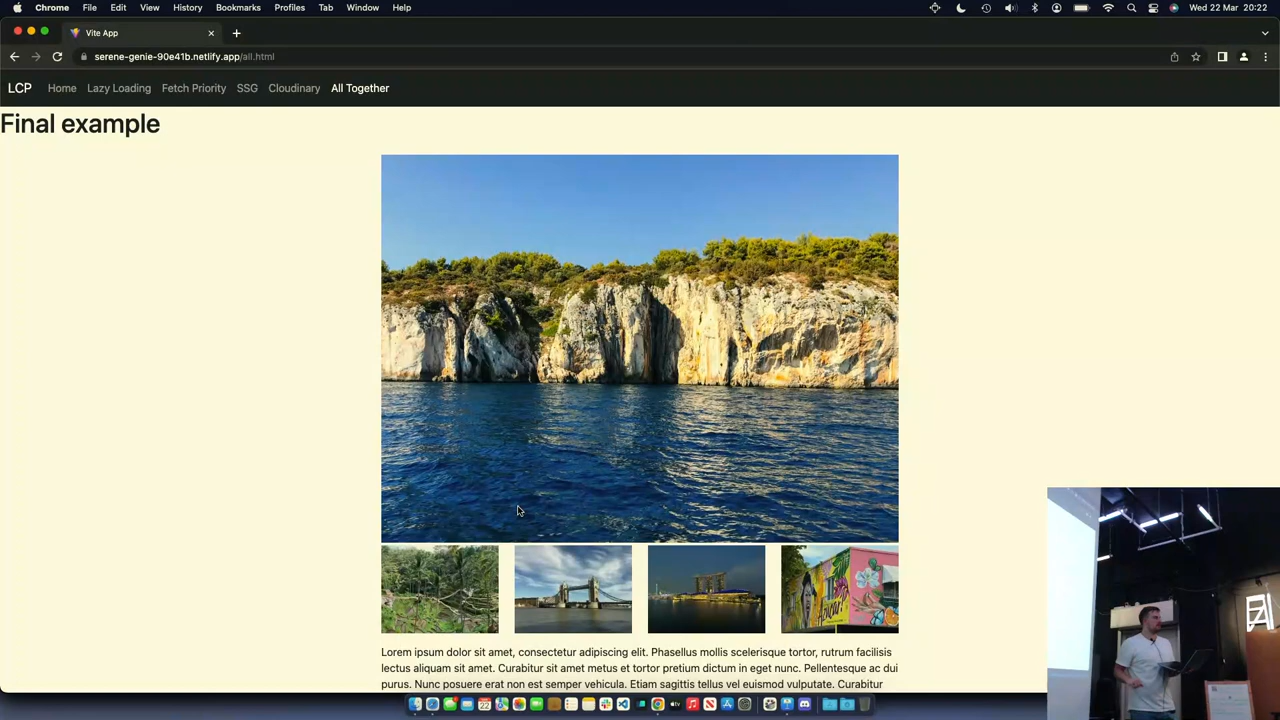 Chrome File Edit View History Bookmarks Profiles Tab Window Help Wed 22 Mar 20:22
Vite App
serene-genie-90e41b.netlify.app/all.html
LCP Home Lazy Loading Fetch Priority SSG Cloudinary All Together
Final example
Lorem ipsum dolor sit amet, consectetur adipiscing elit. Phasellus mollis scelerisque tortor, rutrum facilisis
lectus aliquam sit amet. Curabitur sit amet metus et tortor pretium dictum in eget nunc. Pellentesque ac dui
purus. Nunc posuere erat non est semper vehicula. Etiam sagittis tellus vel euismod vulputate. Curabitur